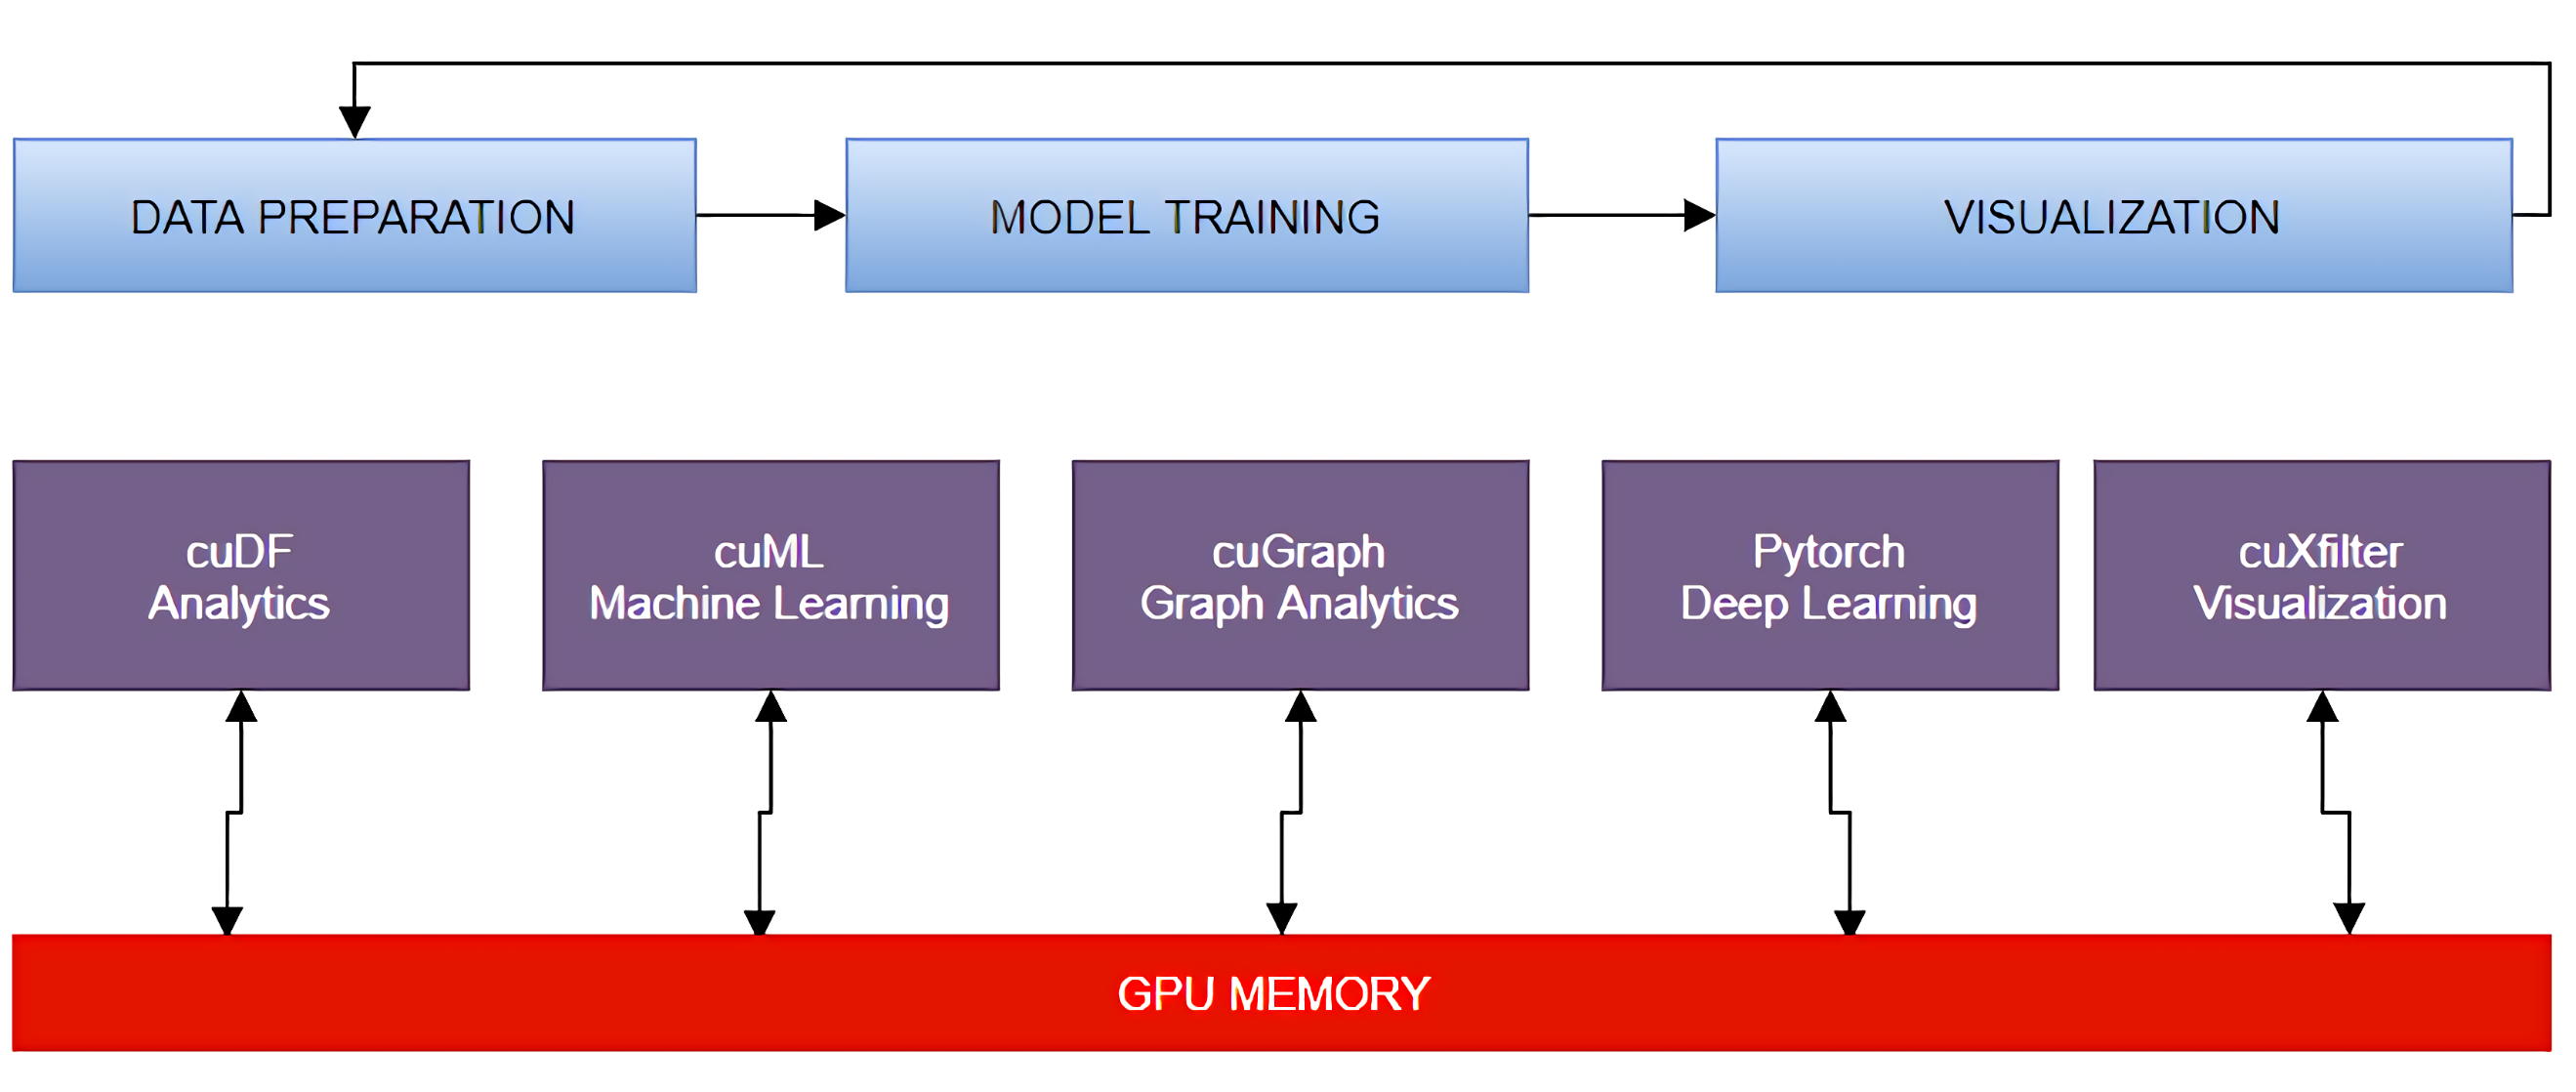 DATA PREPARATION
MODEL TRAINING
VISUALIZATION
cuDF
Analytics
cuML
Machine Learning
cuGraph
Graph Analytics
Pytorch
Deep Learning
cuXfilter
Visualization
GPU MEMORY